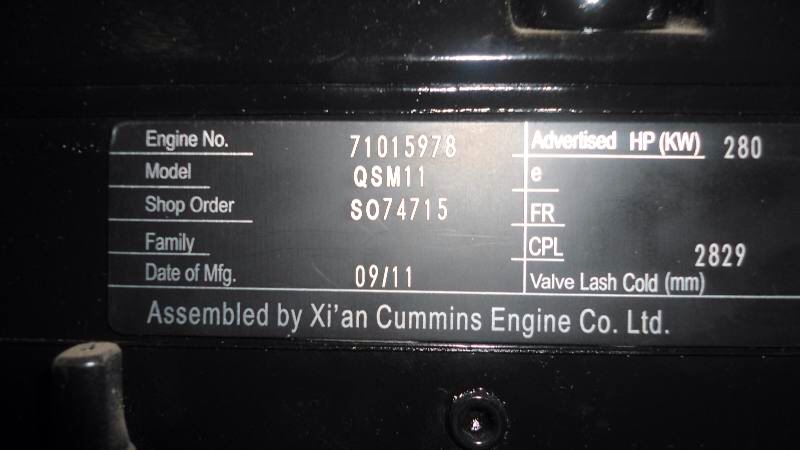 Engine No. 71015978
Model QSM11
Shop Order SO74715
Family
Date of Mfg. 09/11
Advertised HP (KW) 280
e
FR
CPL 2829
Valve Lash Cold (mm)
Assembled by Xi'an Cummins Engine Co. Ltd.